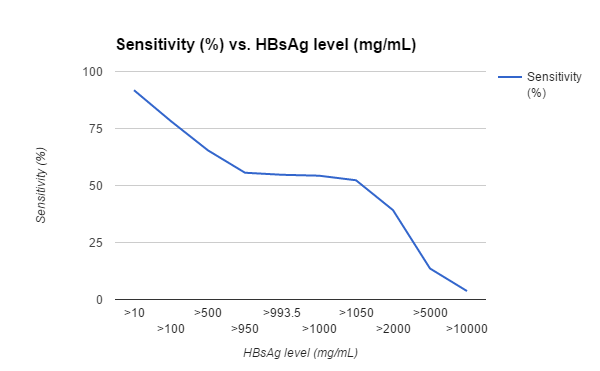 Sensitivity (%) vs. HBsAg level (mg/mL)
100
75
50
25
0
Sensitivity (%)
Sensitivity
(%)
>10 >500 >993.5 >1050 >5000
>100 >950 >1000 >2000 >10000
HBsAg level (mg/mL)